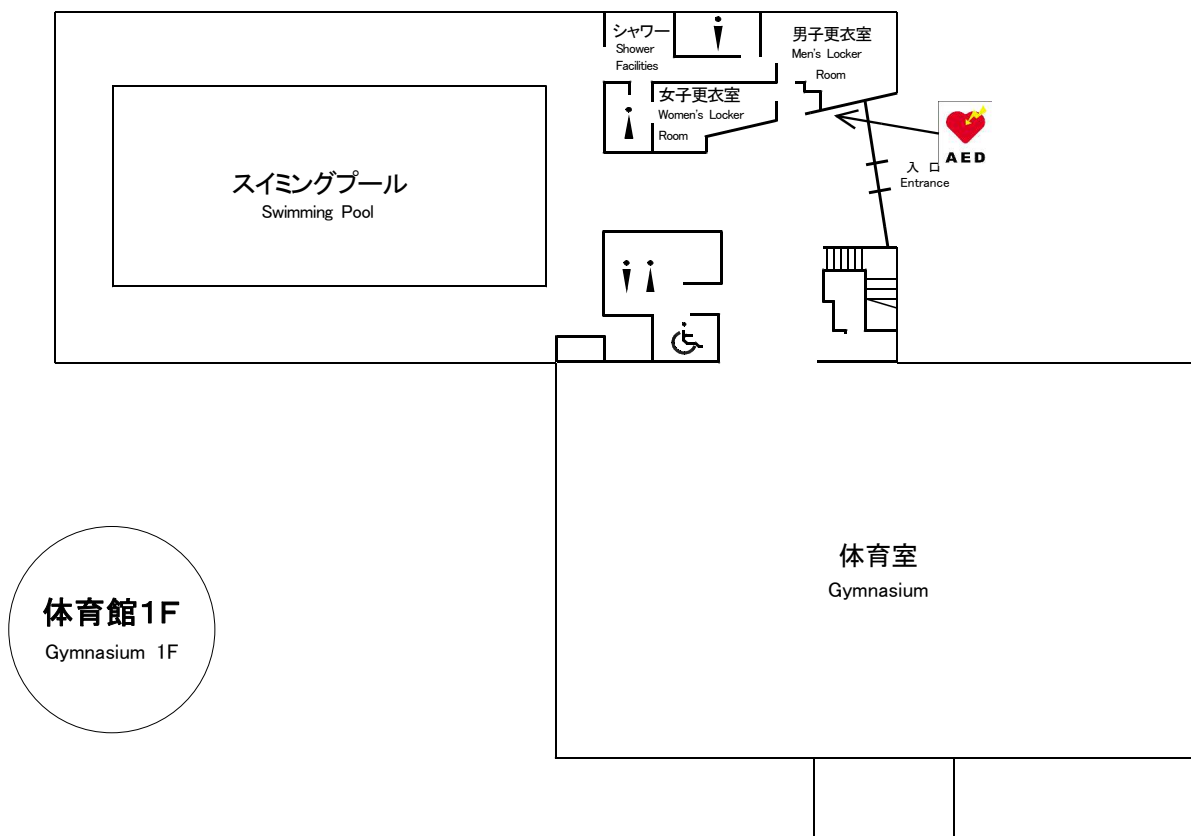 シャワー
Shower
Facilities
男子更衣室
Men's Locker
Room
女子更衣室
Women's Locker
Room
AED
入 口
Entrance
スイミングプール
Swimming Pool
体育室
Gymnasium
体育館1F
Gymnasium 1F